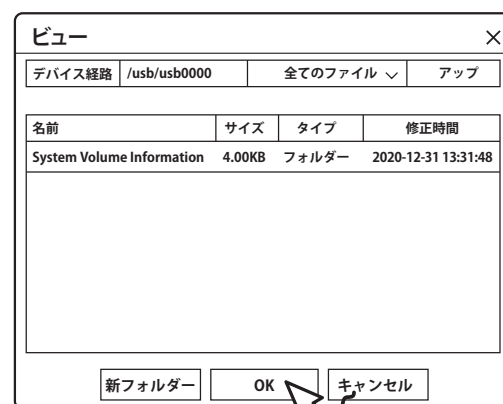 ビュー
デバイス経路 /usb/usb0000 全てのファイル アップ
名前 サイズ タイプ 修正時間
System Volume Information 4.00KB フォルダー 2020-12-31 13:31:48
新フォルダー OK キャンセル